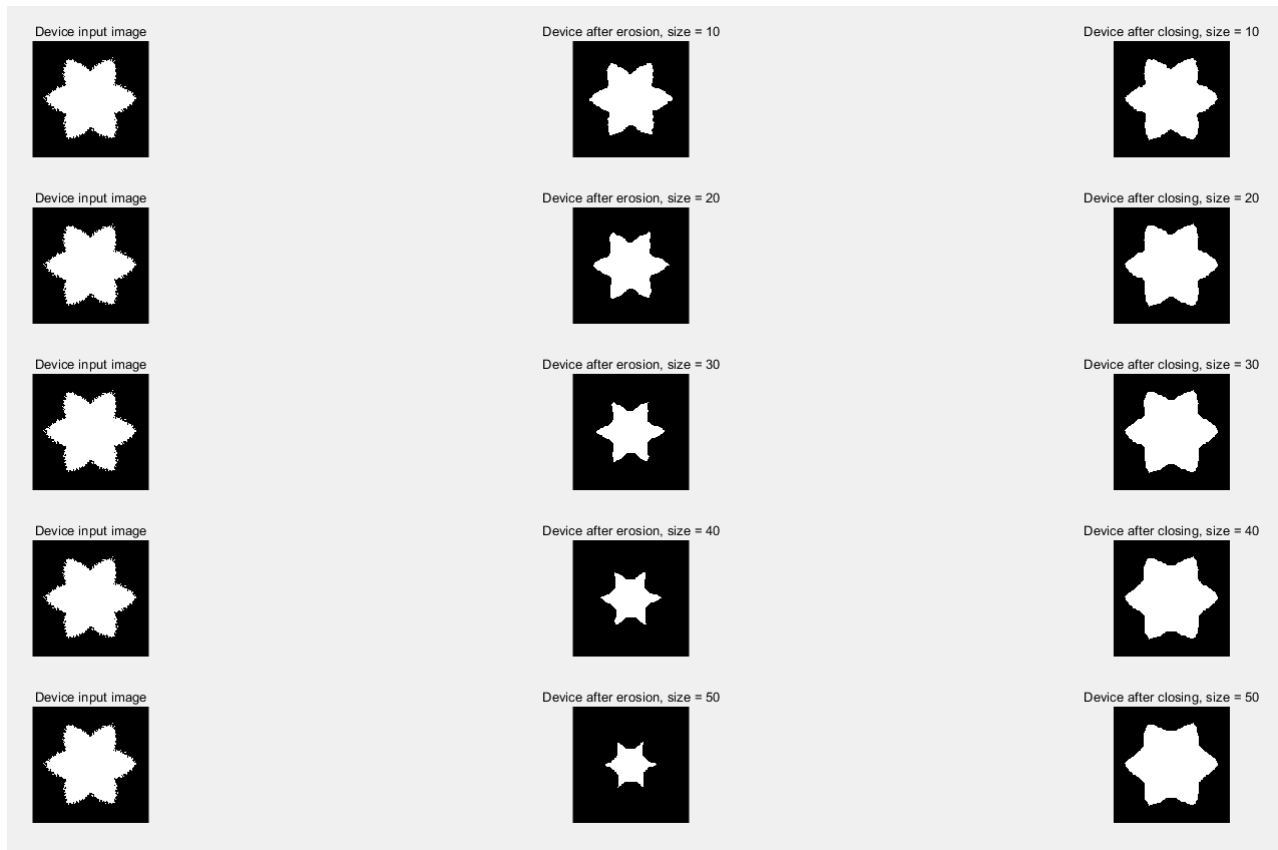 Device input image
Device after erosion, size = 10
Device after closing, size = 10
Device input image
Device after erosion, size = 20
Device after closing, size = 20
Device input image
Device after erosion, size = 30
Device after closing, size = 30
Device input image
Device after erosion, size = 40
Device after closing, size = 40
Device input image
Device after erosion, size = 50
Device after closing, size = 50